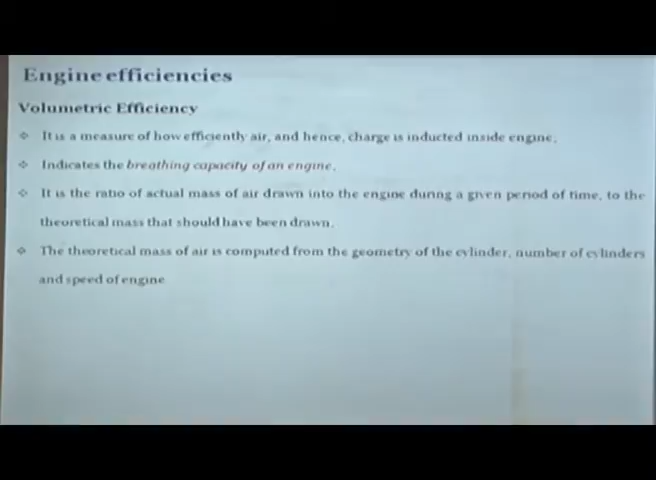 Engine efficiencies
Volumetric Efficiency
It is a measure of how efficiently air, and hence, charge is inducted inside engine.
Indicates the breathing capacity of an engine.
It is the ratio of actual mass of air drawn into the engine during a given period of time, to the
theoretical mass that should have been drawn.
The theoretical mass of air is computed from the geometry of the cylinder, number of cylinders
and speed of engine